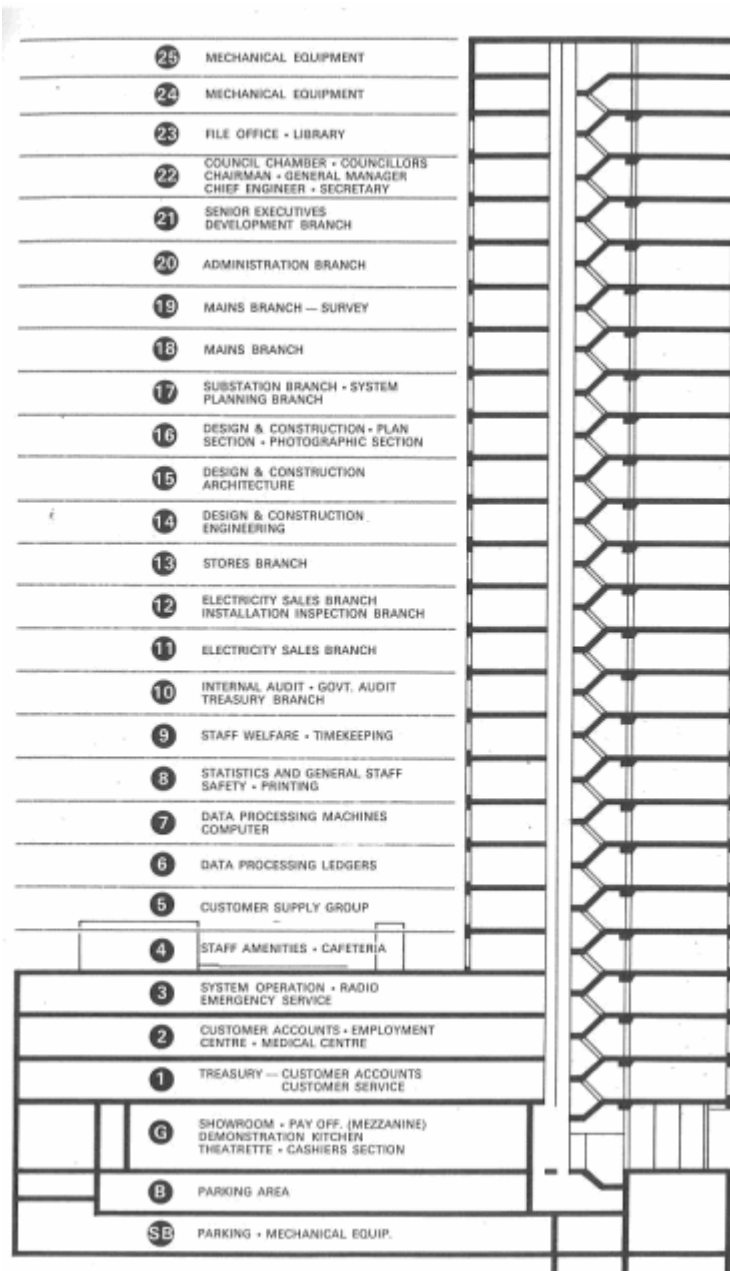 25 MECHANICAL EQUIPMENT
24 MECHANICAL EQUIPMENT
23 FILE OFFICE • LIBRARY
22 COUNCIL CHAMBER • COUNCILLORS
CHAIRMAN • GENERAL MANAGER
CHIEF ENGINEER • SECRETARY
21 SENIOR EXECUTIVES
DEVELOPMENT BRANCH
20 ADMINISTRATION BRANCH
19 MAINS BRANCH — SURVEY
18 MAINS BRANCH
17 SUBSTATION BRANCH • SYSTEM
PLANNING BRANCH
16 DESIGN & CONSTRUCTION • PLAN
SECTION • PHOTOGRAPHIC SECTION
15 DESIGN & CONSTRUCTION
ARCHITECTURE
14 DESIGN & CONSTRUCTION
ENGINEERING
13 STORES BRANCH
12 ELECTRICITY SALES BRANCH
INSTALLATION INSPECTION BRANCH
11 ELECTRICITY SALES BRANCH
10 INTERNAL AUDIT • GOVT. AUDIT
TREASURY BRANCH
9 STAFF WELFARE • TIMEKEEPING
8 STATISTICS AND GENERAL STAFF
SAFETY • PRINTING
7 DATA PROCESSING MACHINES
COMPUTER
6 DATA PROCESSING LEDGERS
5 CUSTOMER SUPPLY GROUP
4 STAFF AMENITIES • CAFETERIA
3 SYSTEM OPERATION • RADIO
EMERGENCY SERVICE
2 CUSTOMER ACCOUNTS • EMPLOYMENT
CENTRE • MEDICAL CENTRE
1 TREASURY — CUSTOMER ACCOUNTS
CUSTOMER SERVICE
G SHOWROOM • PAY OFF. (MEZZANINE)
DEMONSTRATION KITCHEN
THEATRETTE • CASHIERS SECTION
B PARKING AREA
SB PARKING • MECHANICAL EQUIP.